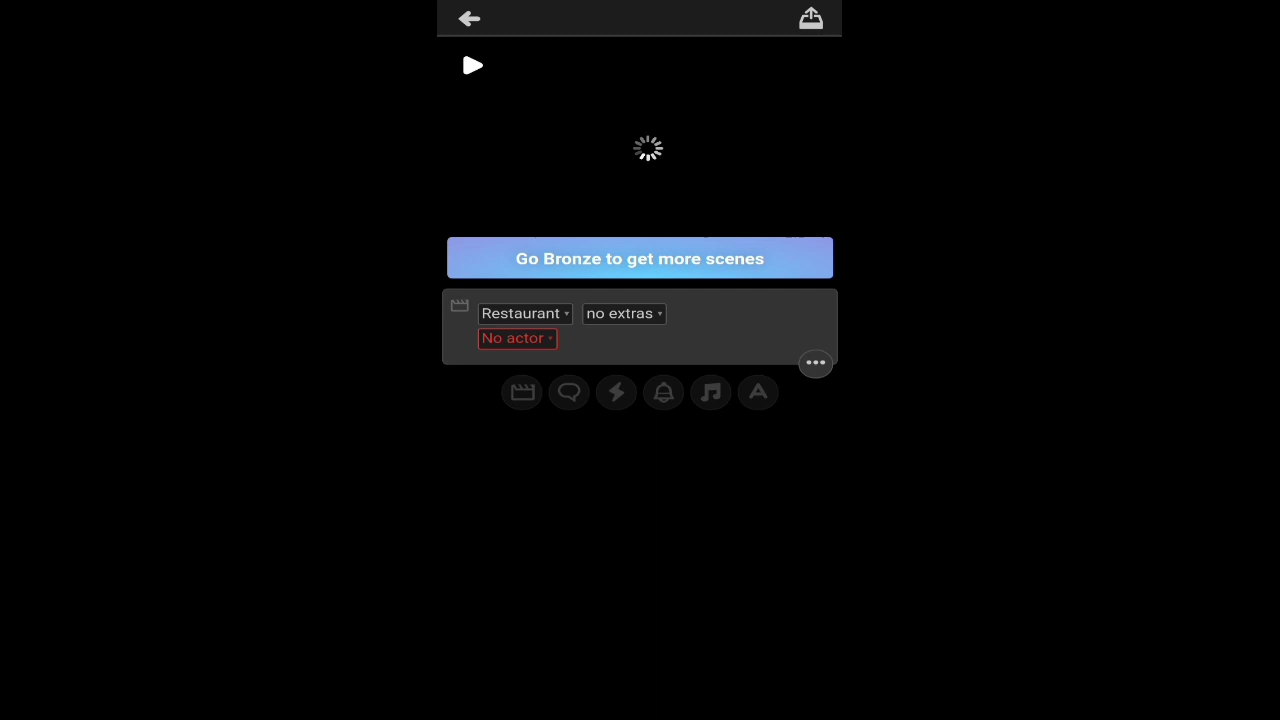 Go Bronze to get more scenes
Restaurant no extras
No actor